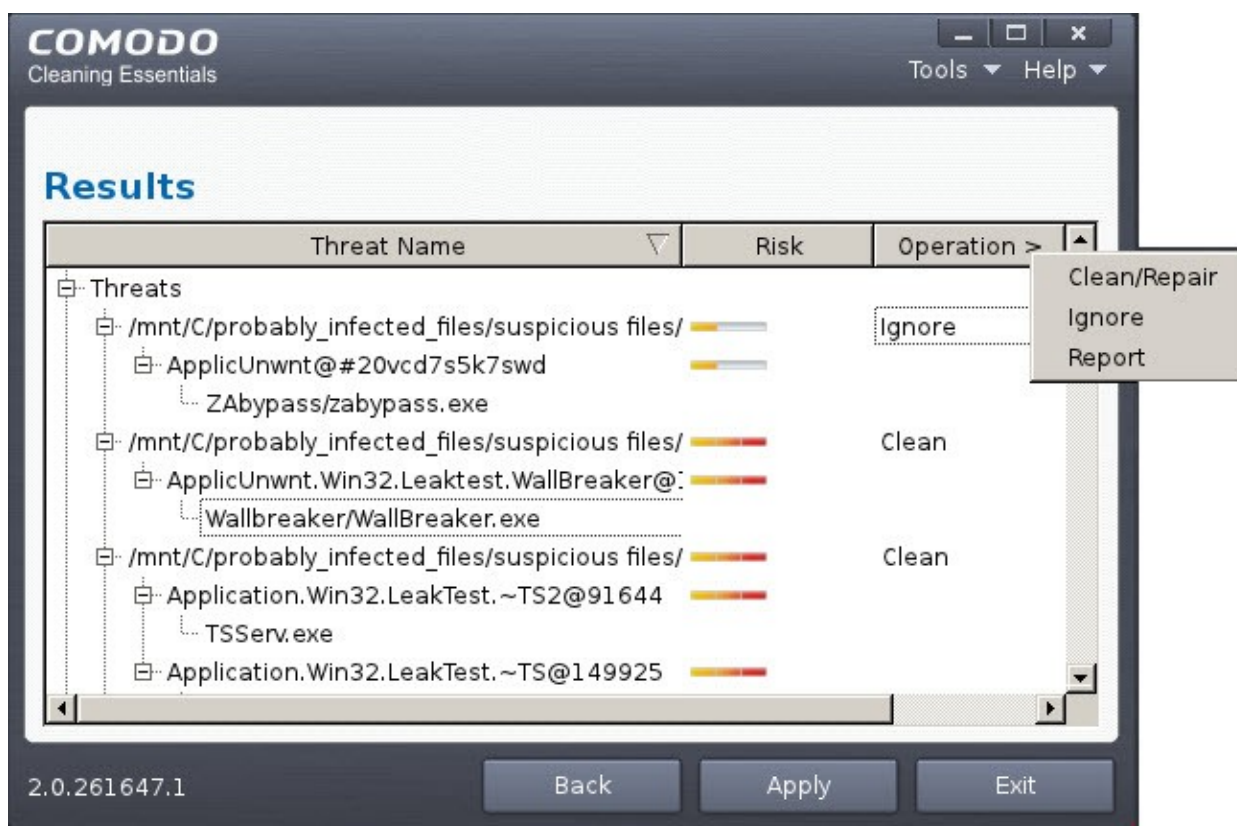 COMODO
Cleaning Essentials
Tools Help
Results
Threat Name Risk Operation >
Clean/Repair
Ignore
Report
Threats
/mnt/C/probably_infected_files/suspicious files/ Ignore
ApplicUnwnt@#20vcd7s5k7swd
ZAbypass/zabypass.exe
/mnt/C/probably_infected_files/suspicious files/ Clean
ApplicUnwnt.Win32.Leaktest.WallBreaker@
Wallbreaker/WallBreaker.exe
/mnt/C/probably_infected_files/suspicious files/ Clean
Application.Win32.LeakTest.~TS2@91644
TSServ.exe
Application.Win32.LeakTest.~TS@149925
2.0.261647.1 Back Apply Exit